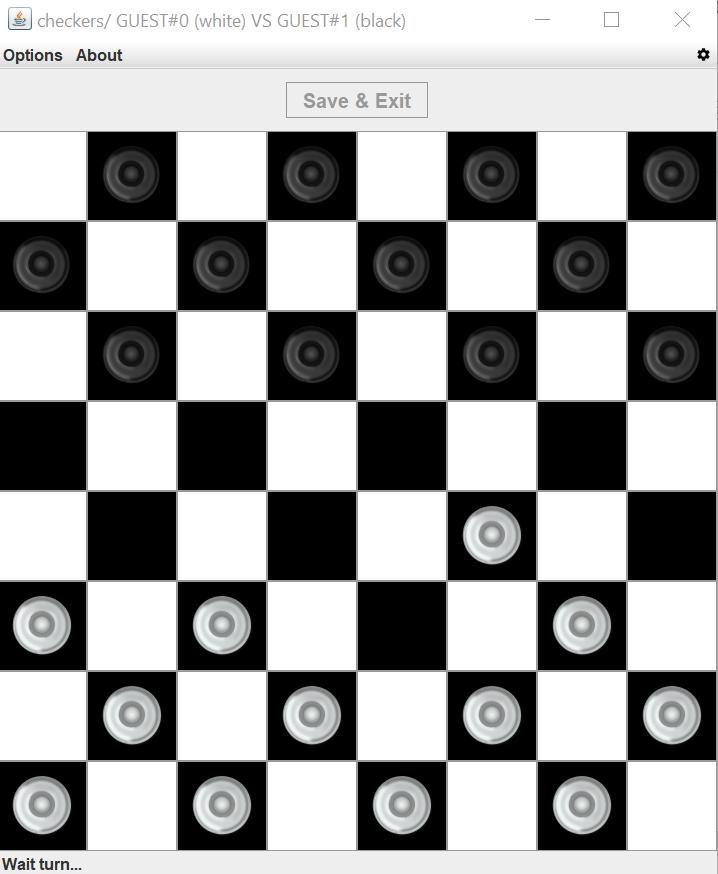 checkers/ GUEST#0 (white) VS GUEST#1 (black)
Options About
Save & Exit
Wait turn...